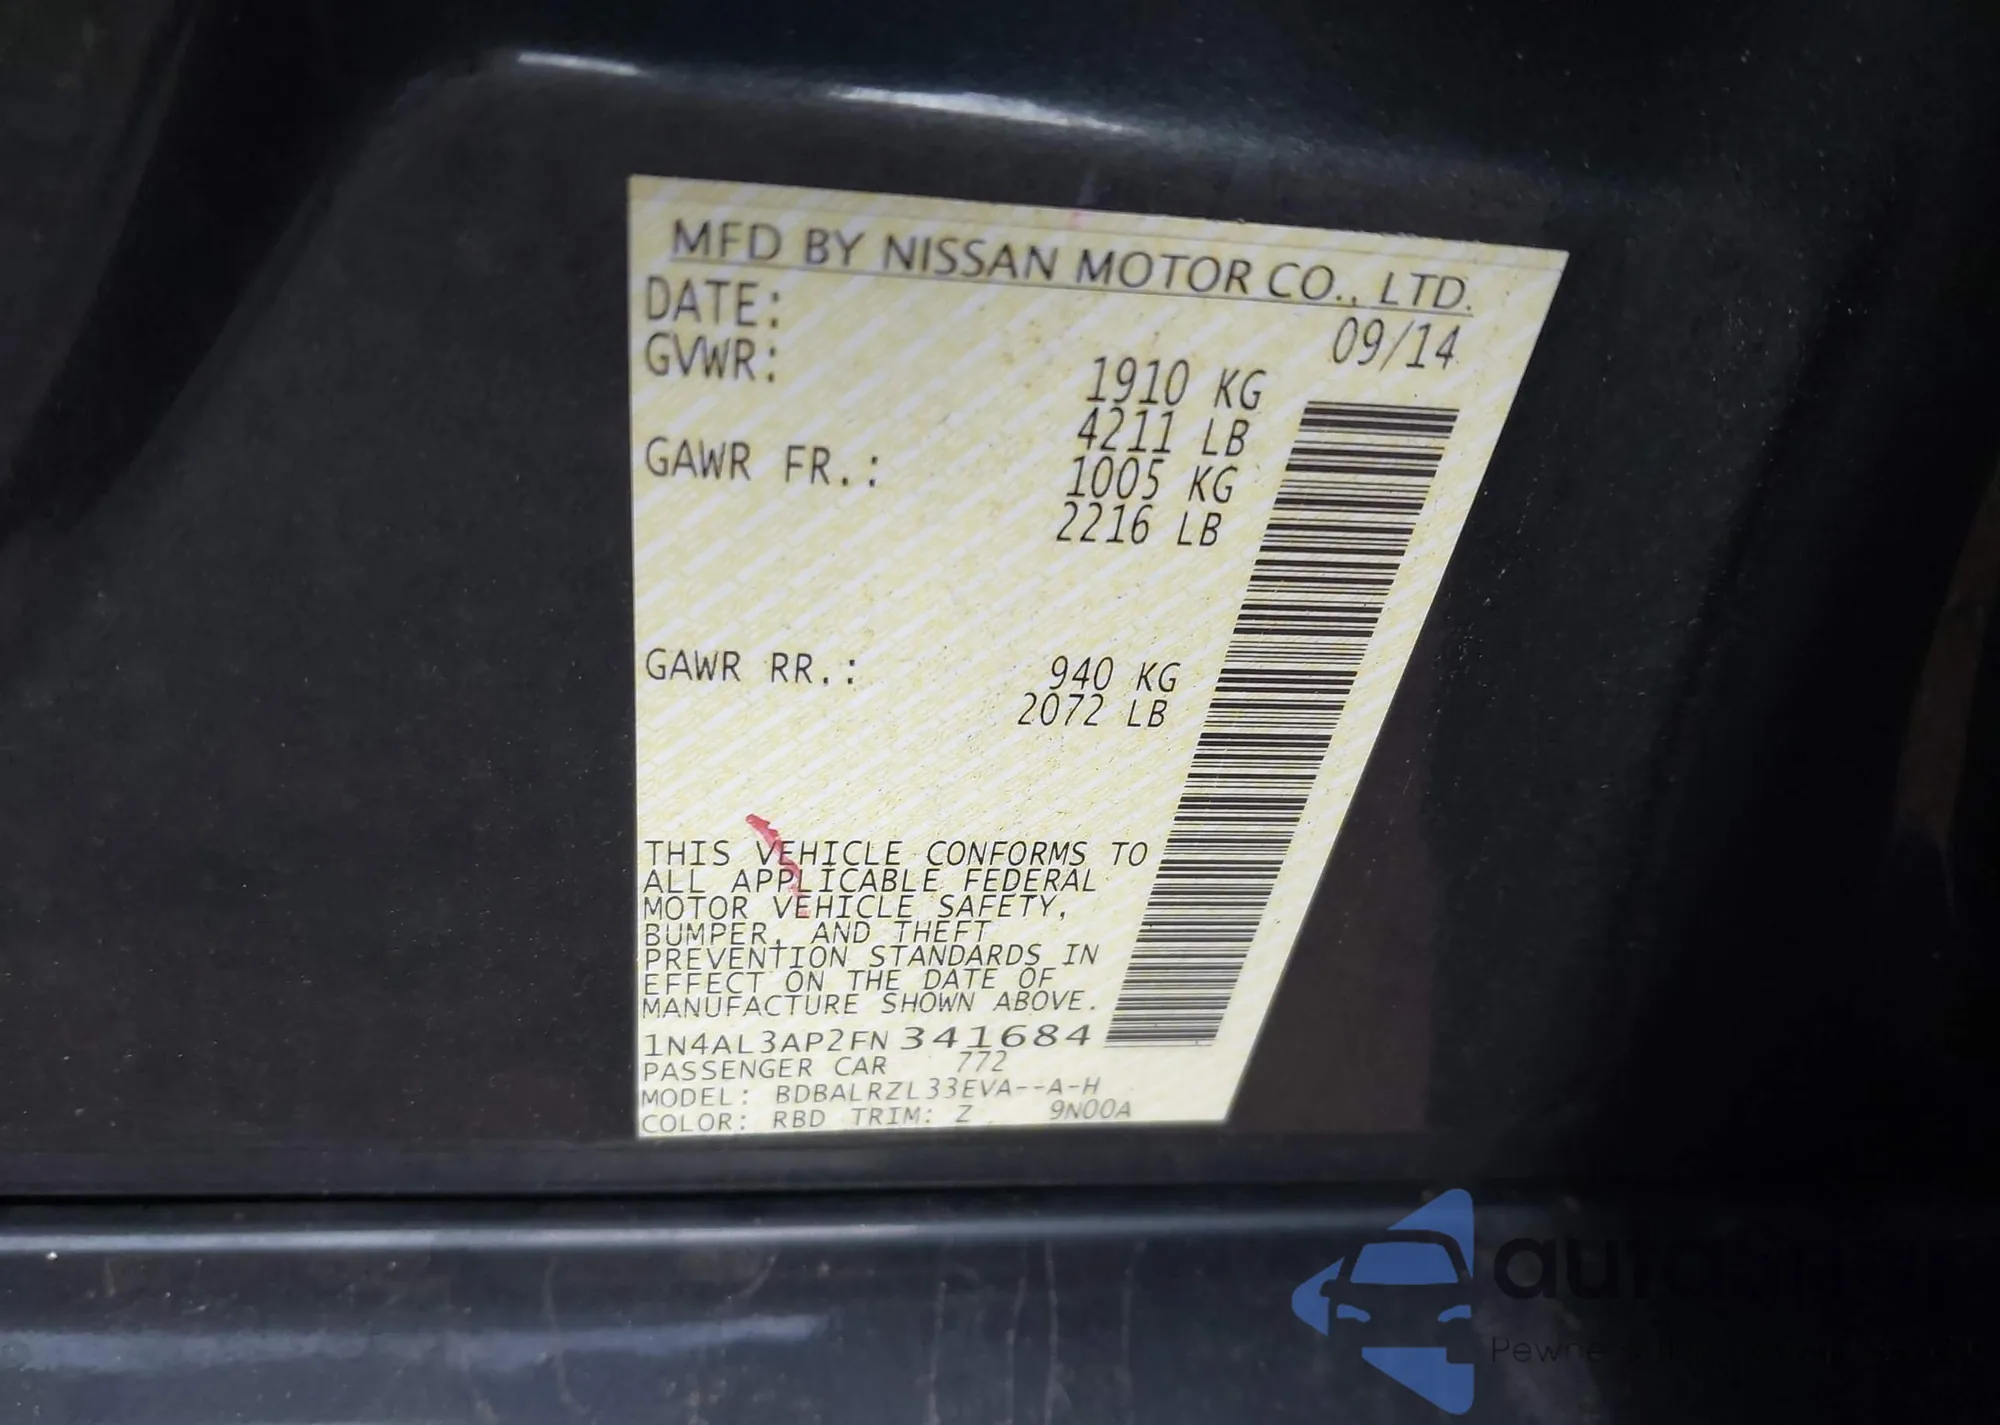 MFD BY NISSAN MOTOR CO., LTD.
DATE: 09/14
GVWR: 1910 KG
4211 LB
GAWR FR.: 1005 KG
2216 LB
GAWR RR.: 940 KG
2072 LB
THIS VEHICLE CONFORMS TO
ALL APPLICABLE FEDERAL
MOTOR VEHICLE SAFETY,
BUMPER, AND THEFT
PREVENTION STANDARDS IN
EFFECT ON THE DATE OF
MANUFACTURE SHOWN ABOVE.
1N4AL3AP2FN 341684
PASSENGER CAR 772
MODEL: BDBALRZL33EVA--A-H
COLOR: RBD TRIM: Z 9N00A